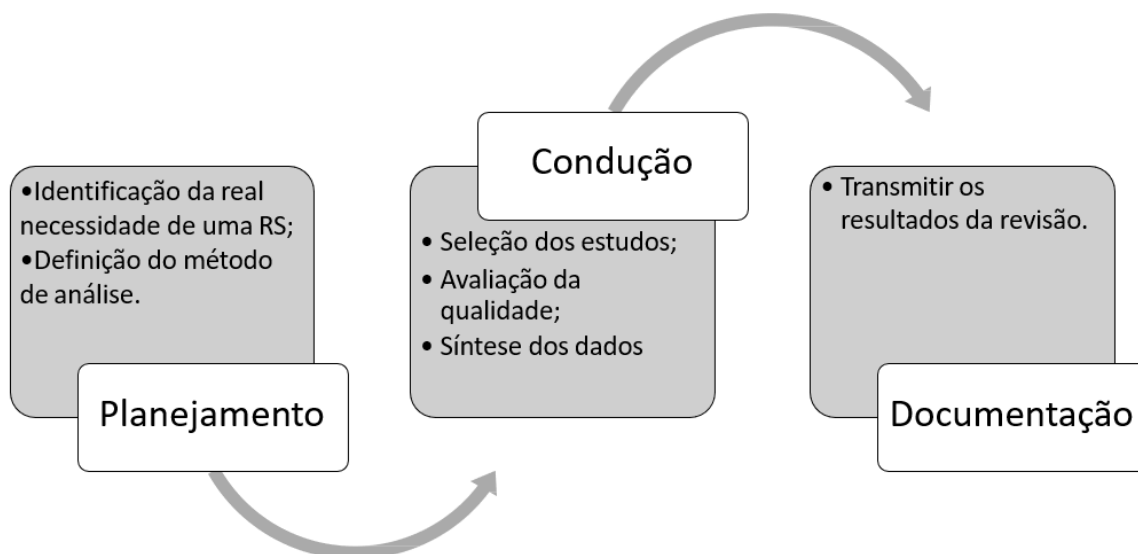 •Identificação da real
necessidade de uma RS;
•Definição do método
de análise.
Planejamento
Condução
• Seleção dos estudos;
• Avaliação da
qualidade;
• Síntese dos dados
• Transmitir os
resultados da revisão.
Documentação